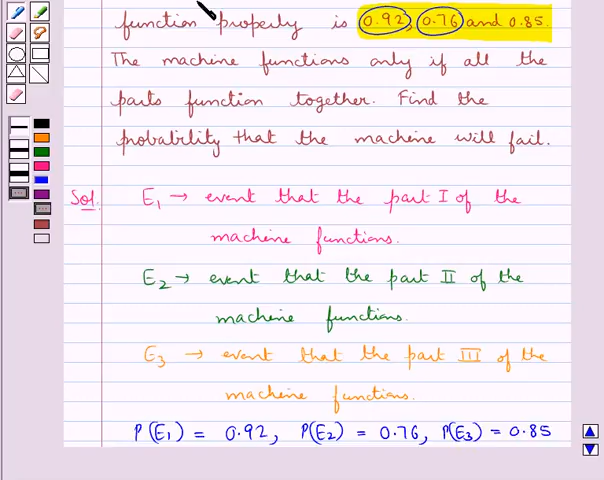 function properly is 0.92, 0.76 and 0.85.
The machine functions only if all the
parts function together. Find the
probability that the machine will fail.
Sol. E₁ → event that the part I of the
machine functions.
E₂ → event that the part II of the
machine functions.
E₃ → event that the part III of the
machine functions.
P(E₁) = 0.92, P(E₂) = 0.76, P(E₃) = 0.85